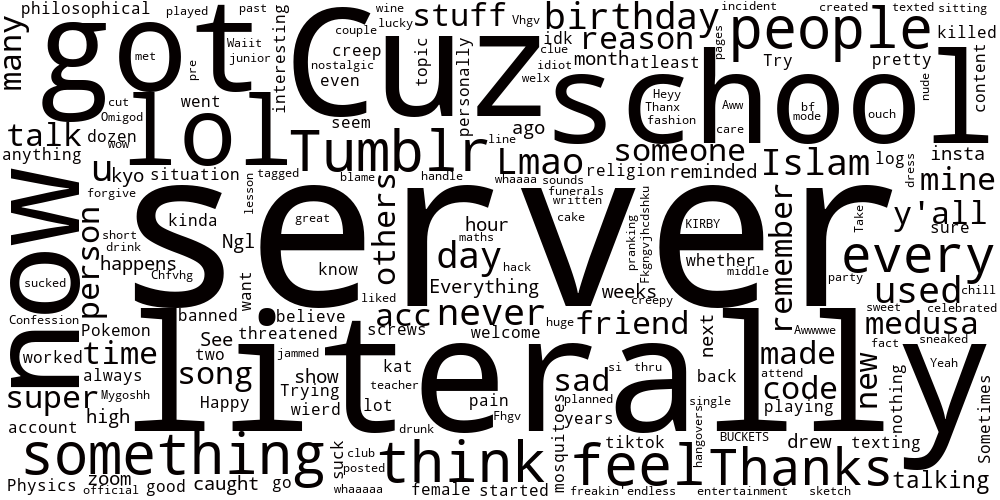 philosophical played past wine lucky stuff Vhgv birthday incident created texted sitting
many got met pre Waiit junior interesting couple creep nostalgic even Cuz topic personally idk clue idiot welx reason month atleast pages people Try pretty killed
cut Omigod went seem school Heyy Thanx fashion Aww care bf mode ouch nude content
talk dozen wow lol Tumblr line ago Lmao someone Islam log insta
anything ukyo situation tagged blame handle whaaaa sounds religion reminded dress mine
now forgive lesson others funerals written cake remember y'all
person short drink kinda great server hour maths pranking Fkgngvjhcdshku KIRBY Take sure
happens Chfvhg Ngl know day hack whether middle every
sucked want liked Everything weeks creepy party used chill
Confession banned believe acc never huge friend sweet celebrated
Pokemon See threatened screws welcome next Awwwwe medusa
worked time two jammed literally si thru made fact sneaked
always song show kat teacher sad back attend code new Yeah
super Mygoshh Happy Trying wierd lot pain planned single playing nothing
high Fhgv years Sometimes
account drunk mosquitoes tiktok hangovers BUCKETS drew texting
something suck club posted think feel Thanks
Physics zoom official good caught go whaaaaa female started freakin' endless entertainment sketch talking